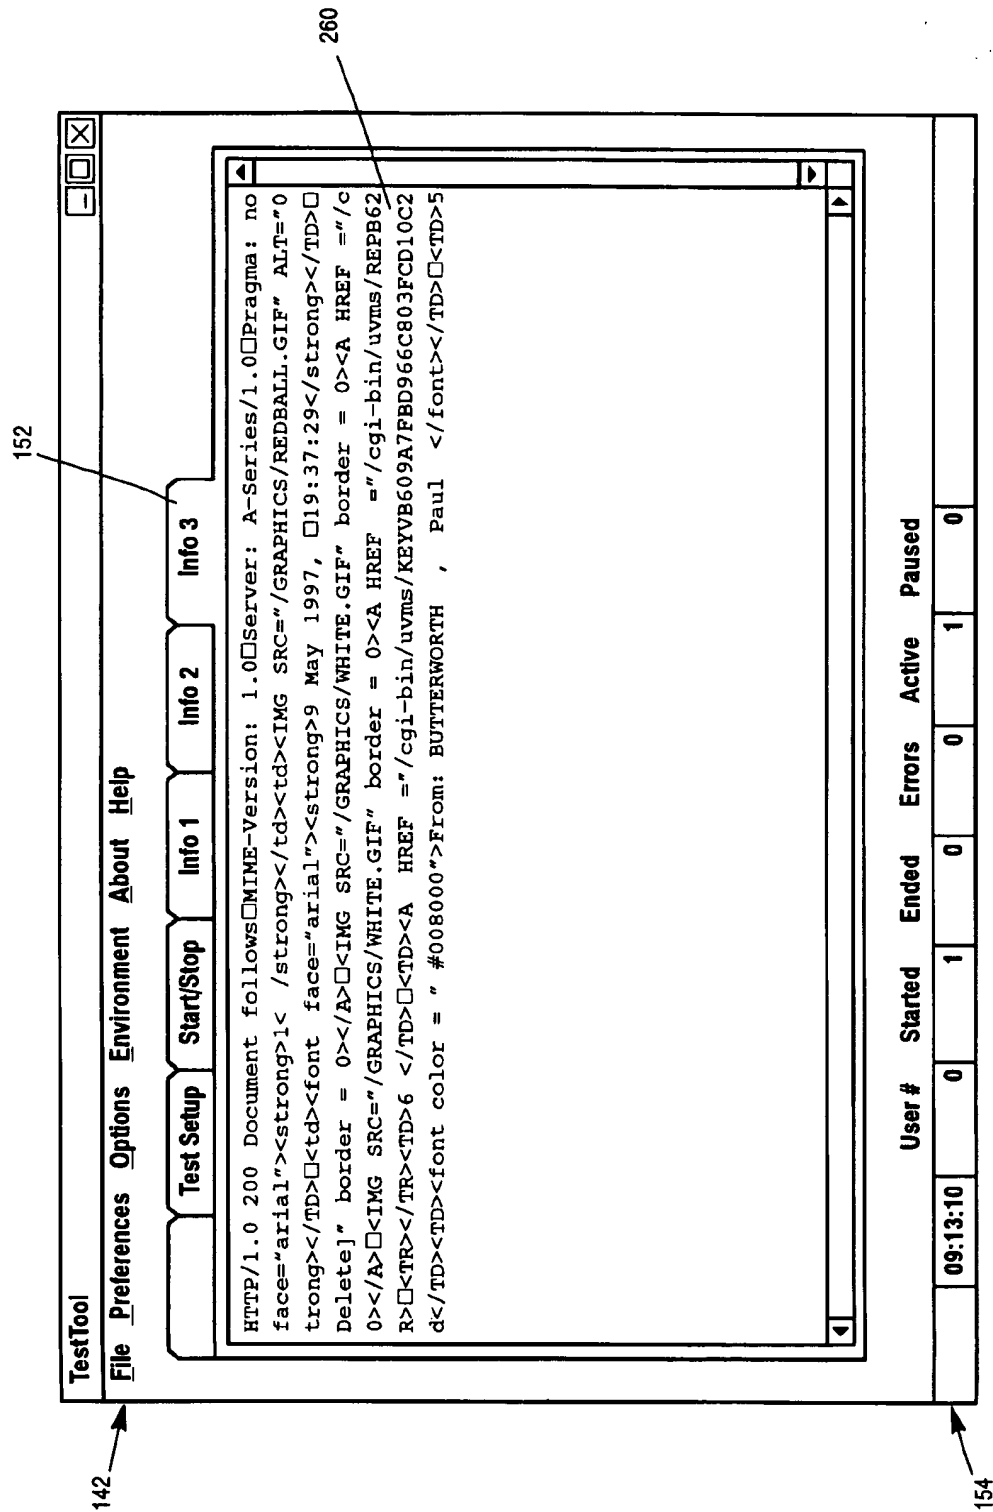 TestTool
File Preferences Options Environment About Help
142
Test Setup Start/Stop Info 1 Info 2 Info 3
152
HTTP/1.0 200 Document follows□MIME-Version: 1.0□Server: A-Series/1.0□Pragma: no
face="arial"><strong>1< /strong></td><td><IMG SRC="/GRAPHICS/REDBALL.GIF" ALT="0
trong></TD>□<td><font face="arial"><strong>9 May 1997, □19:37:29</strong></TD>□
Delete]" border = 0></A>□<IMG SRC="/GRAPHICS/WHITE.GIF" border = 0><A HREF ="/c
0></A>□<IMG SRC="/GRAPHICS/WHITE.GIF" border = 0><A HREF ="/cgi-bin/uvms/REPB62
R>□<TR></TR><TD>6 </TD>□<TD><A HREF ="/cgi-bin/uvms/KEYVB609A7FBD966C803FCD10C2
d</TD><TD><font color = " #008000">From: BUTTERWORTH , Paul </font></TD>□<TD>5
260
User # Started Ended Errors Active Paused
09:13:10 0 1 0 0 1 0
154